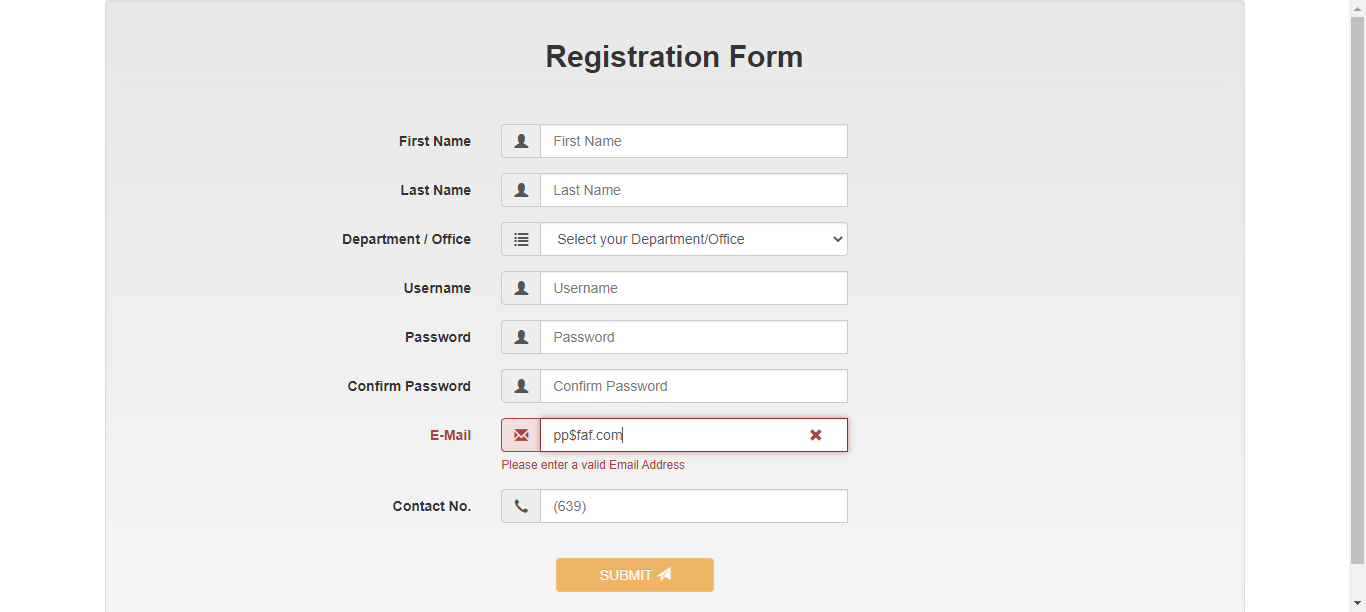 Registration Form
First Name First Name
Last Name Last Name
Department / Office Select your Department/Office
Username Username
Password Password
Confirm Password Confirm Password
E-Mail pp$faf.com
Please enter a valid Email Address
Contact No. (639)
SUBMIT